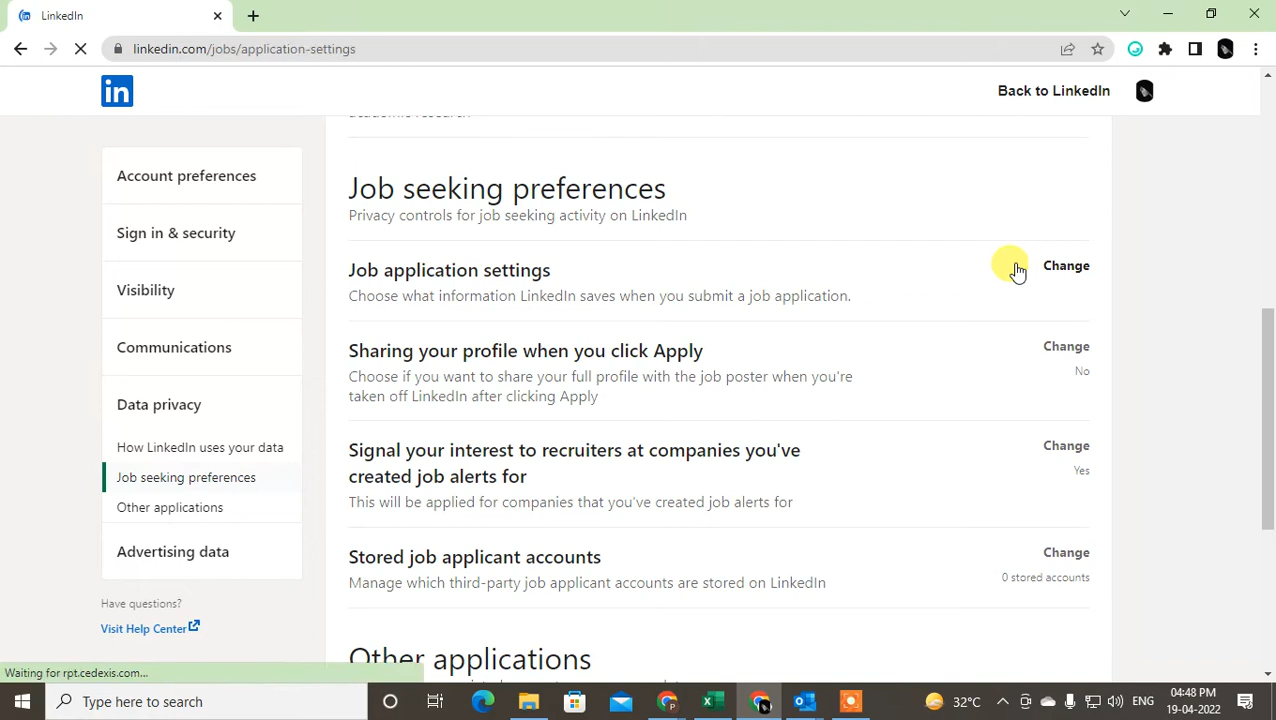 LinkedIn
linkedin.com/jobs/application-settings
in
Back to LinkedIn
Account preferences
Sign in & security
Visibility
Communications
Data privacy
How LinkedIn uses your data
Job seeking preferences
Other applications
Advertising data
Have questions?
Visit Help Center
academic research
Job seeking preferences
Privacy controls for job seeking activity on LinkedIn
Job application settings
Change
Choose what information LinkedIn saves when you submit a job application.
Sharing your profile when you click Apply
Change
Choose if you want to share your full profile with the job poster when you're
No
taken off LinkedIn after clicking Apply
Signal your interest to recruiters at companies you've
Change
created job alerts for
Yes
This will be applied for companies that you've created job alerts for
Stored job applicant accounts
Change
Manage which third-party job applicant accounts are stored on LinkedIn
0 stored accounts
Other applications
Waiting for rpt.cedexis.com...
Type here to search
32°C
ENG
04:48 PM
19-04-2022